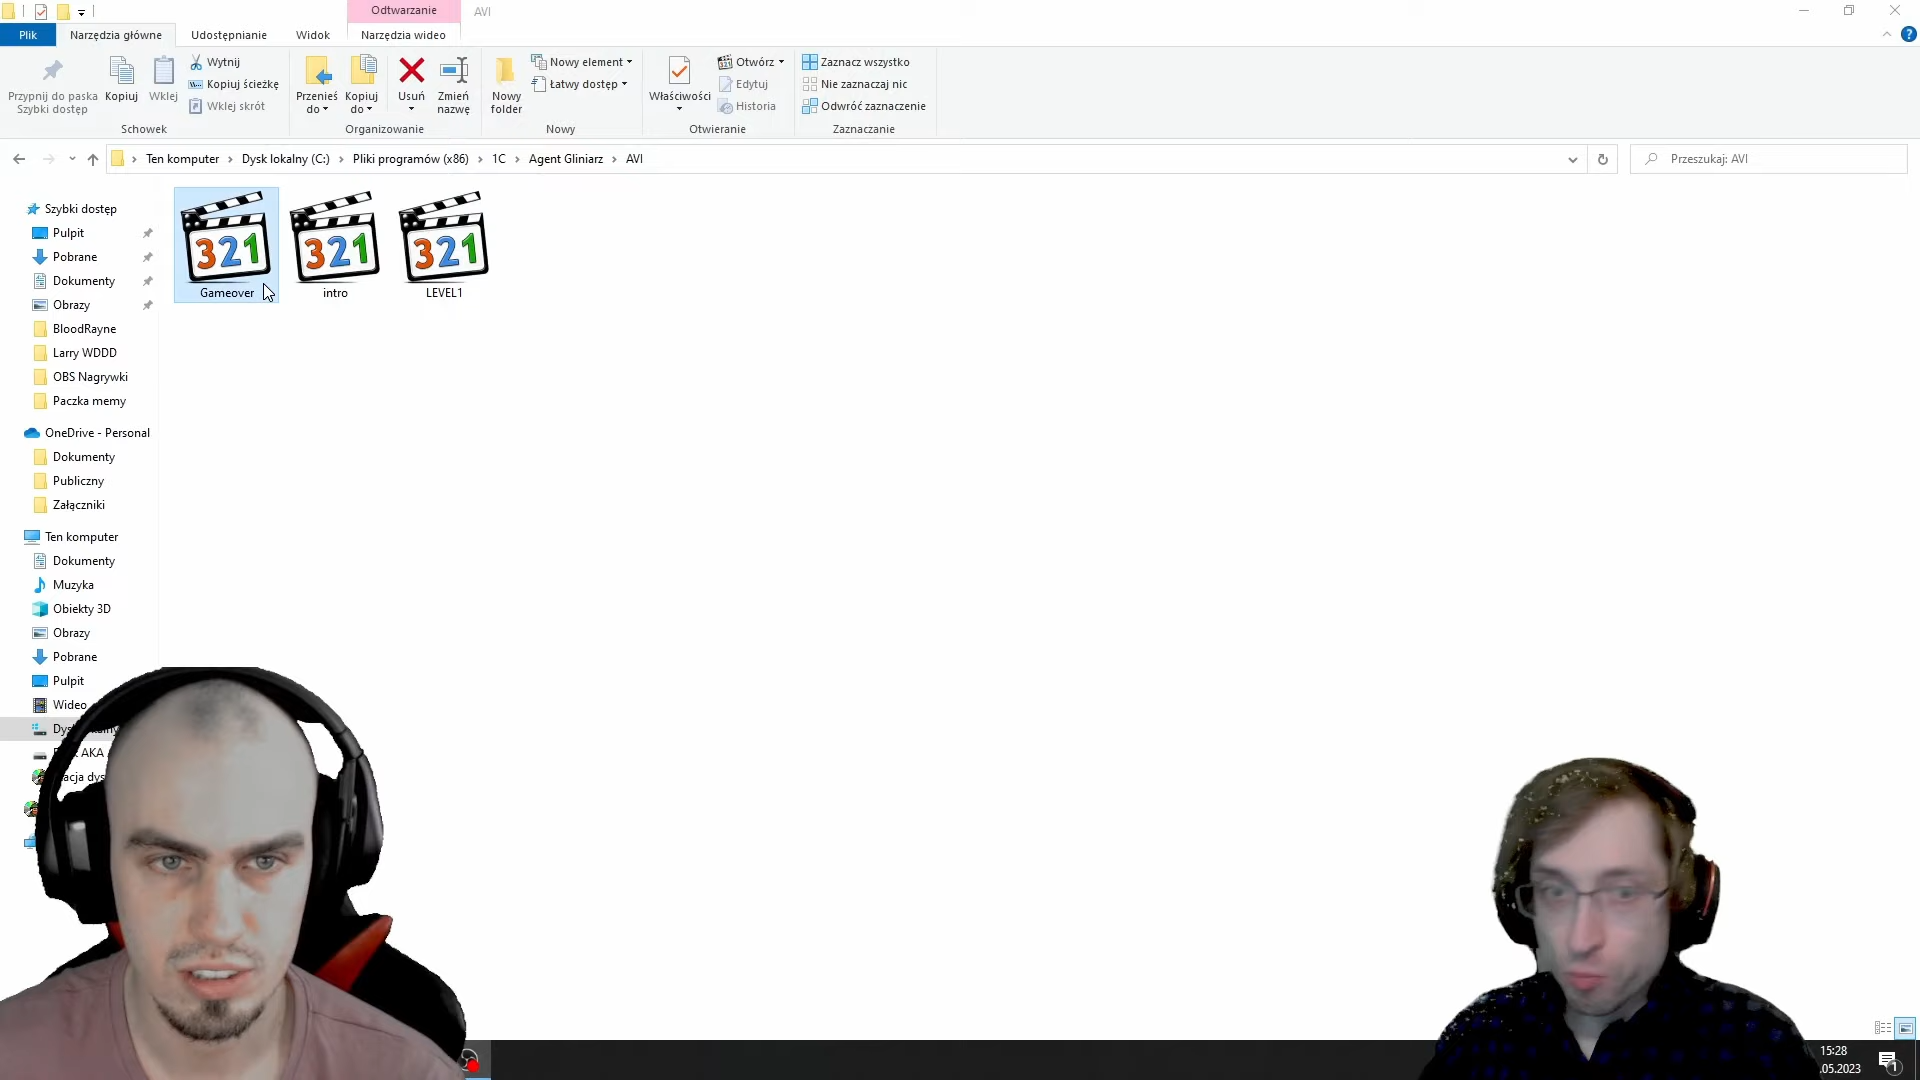 Odtwarzanie
AVI
Plik
Narzędzia główne
Udostępnianie
Widok
Narzędzia wideo
Przypnij do paska
Szybki dostęp
Kopiuj
Wklej
Wytnij
Kopiuj ścieżkę
Wklej skrót
Schowek
Przenieś
do
Kopiuj
do
Usuń
Zmień
nazwę
Organizowanie
Nowy
folder
Nowy element
Łatwy dostęp
Nowy
Właściwości
Otwórz
Edytuj
Historia
Otwieranie
Zaznacz wszystko
Nie zaznaczaj nic
Odwróć zaznaczenie
Zaznaczanie
Ten komputer
Dysk lokalny (C:)
Pliki programów (x86)
1C
Agent Gliniarz
AVI
Przeszukaj: AVI
Szybki dostęp
Pulpit
Pobrane
Dokumenty
Obrazy
BloodRayne
Larry WDDD
OBS Nagrywki
Paczka memy
OneDrive - Personal
Dokumenty
Publiczny
Załączniki
Ten komputer
Dokumenty
Muzyka
Obiekty 3D
Obrazy
Pobrane
Pulpit
Wideo
AKA
321
Gameover
321
intro
321
LEVEL1
15:28
.05.2023
1